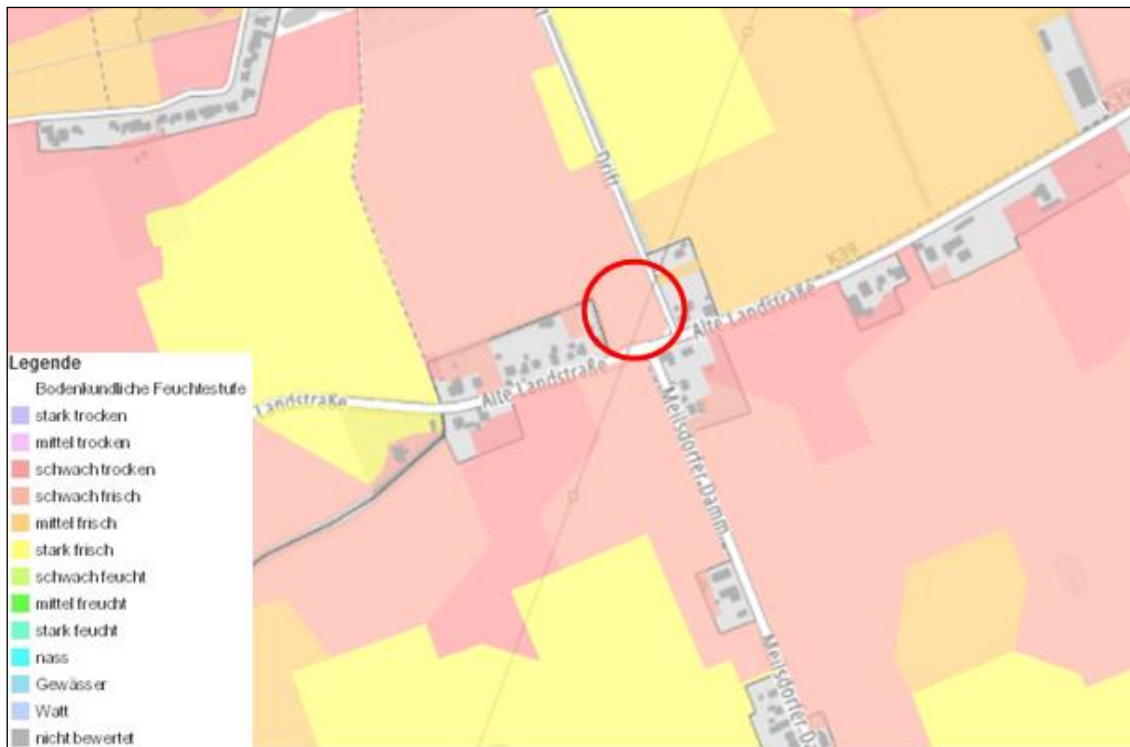 K39
Drift
K39
Alte Landstraße
Alte Landstraße
Landstraße
Meilsdorfer Damm
Meilsdorfer Da
Legende
Bodenkundliche Feuchtestufe
stark trocken
mittel trocken
schwach trocken
schwach frisch
mittel frisch
stark frisch
schwach feucht
mittel freucht
stark feucht
nass
Gewässer
Watt
nicht bewertet